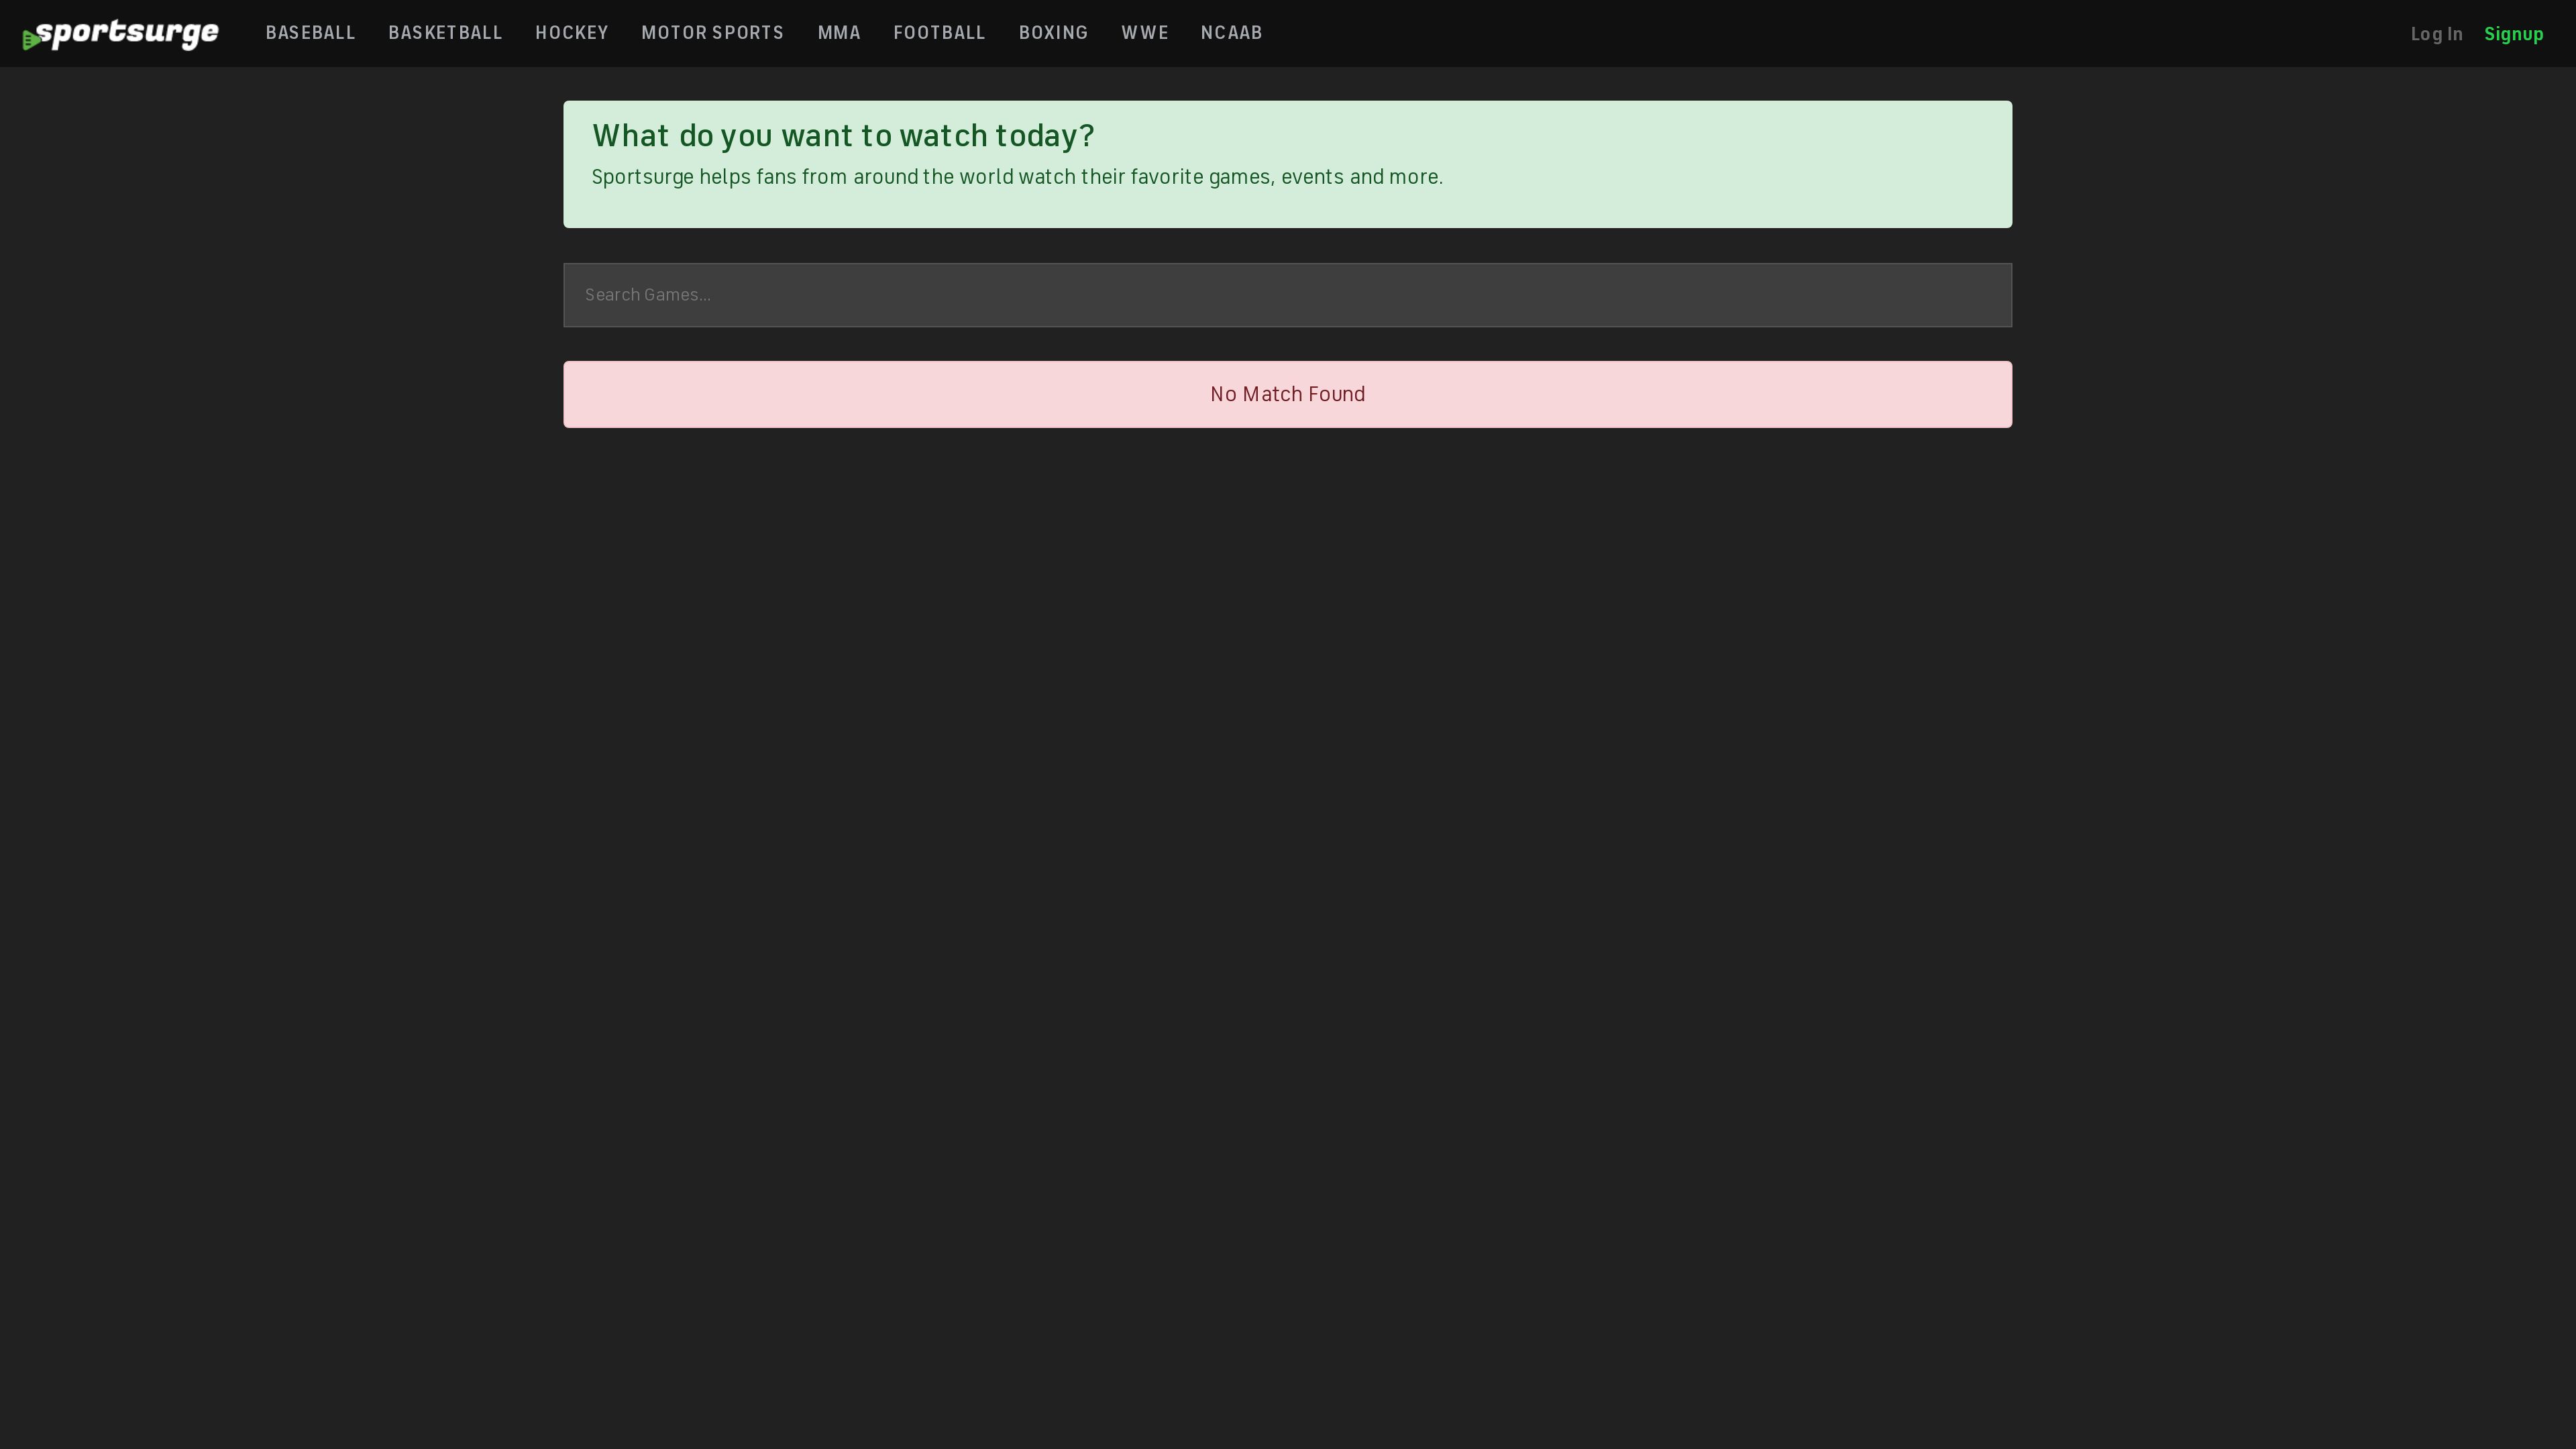 sportsurge BASEBALL BASKETBALL HOCKEY MOTOR SPORTS MMA FOOTBALL BOXING WWE NCAAB Log In Signup
What do you want to watch today?
Sportsurge helps fans from around the world watch their favorite games, events and more.
Search Games...
No Match Found